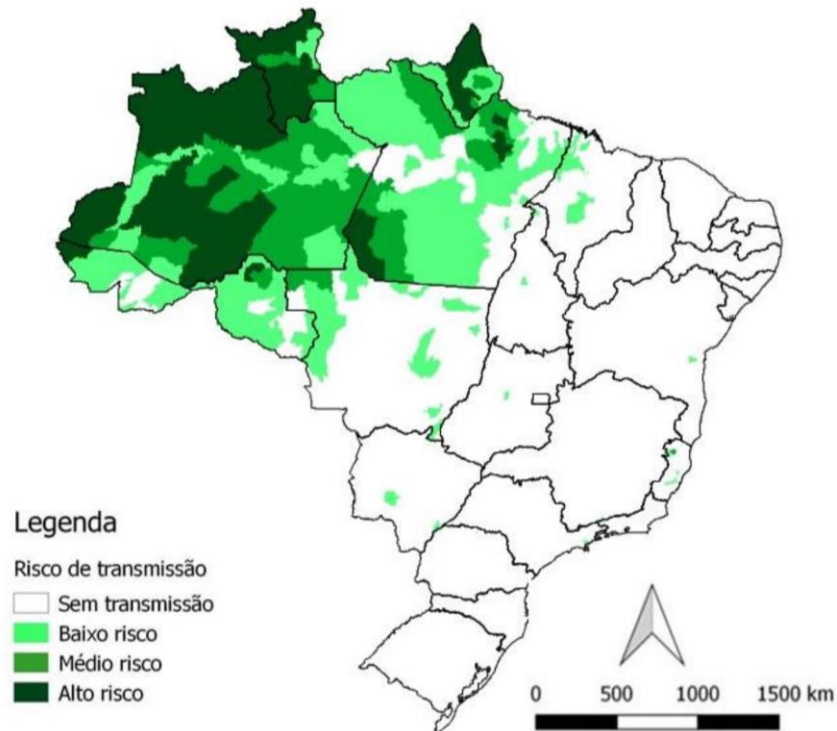 Legenda
Risco de transmissão
Sem transmissão
Baixo risco
Médio risco
Alto risco
0 500 1000 1500 km